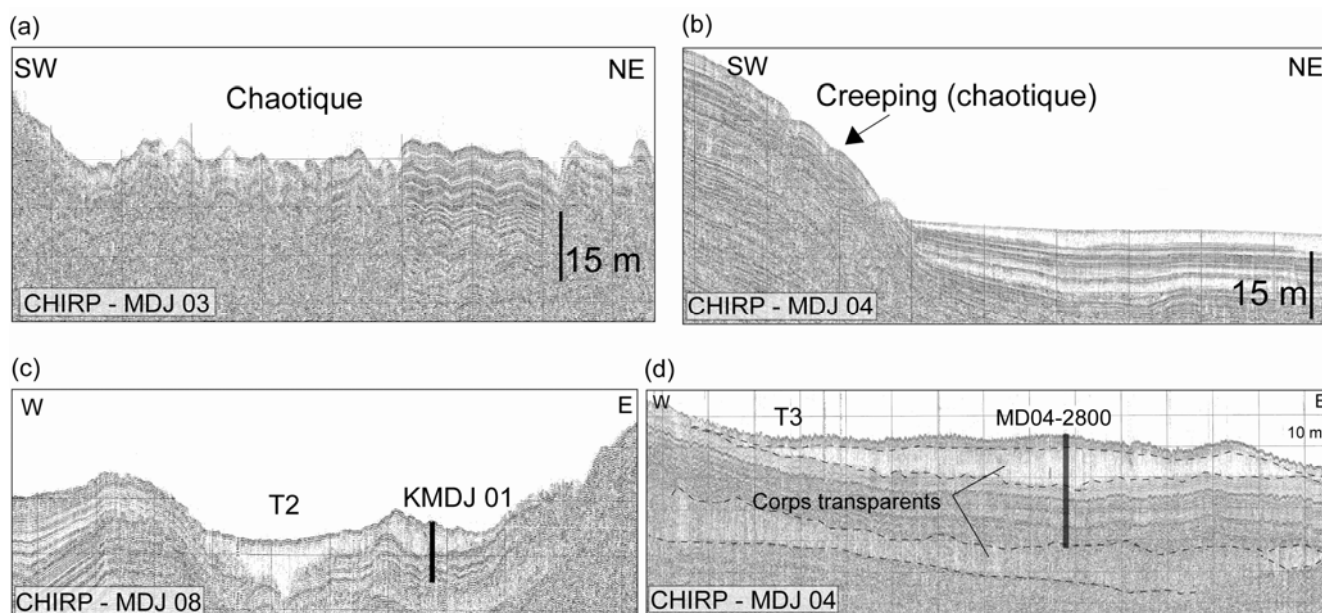 (a)
SW
NE
Chaotique
15 m
CHIRP - MDJ 03
(b)
SW
NE
Creeping (chaotique)
15 m
CHIRP - MDJ 04
(c)
W
E
T2
KMDJ 01
CHIRP - MDJ 08
(d)
W
E
T3
MD04-2800
10 m
Corps transparents
CHIRP - MDJ 04